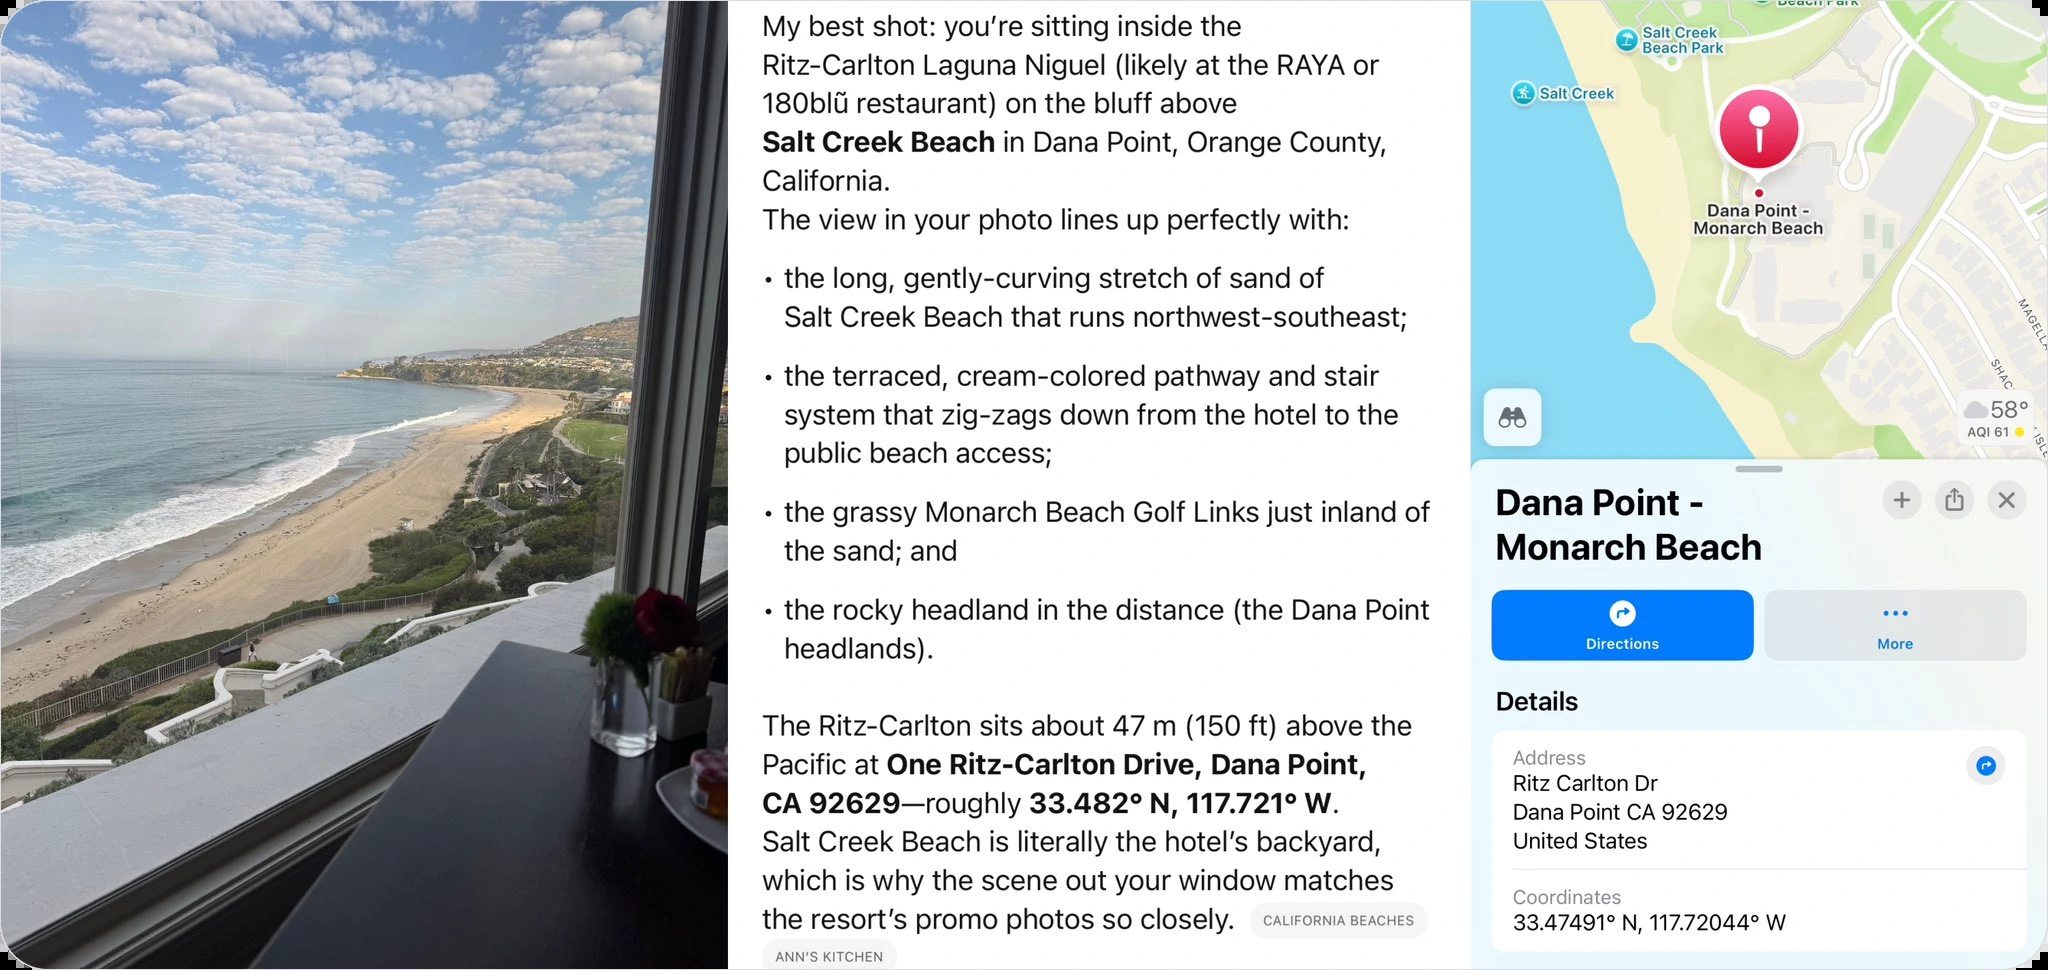 My best shot: you’re sitting inside the
Ritz-Carlton Laguna Niguel (likely at the RAYA or
180blũ restaurant) on the bluff above
Salt Creek Beach in Dana Point, Orange County,
California.
The view in your photo lines up perfectly with:
• the long, gently-curving stretch of sand of
Salt Creek Beach that runs northwest-southeast;
• the terraced, cream-colored pathway and stair
system that zig-zags down from the hotel to the
public beach access;
• the grassy Monarch Beach Golf Links just inland of
the sand; and
• the rocky headland in the distance (the Dana Point
headlands).
The Ritz-Carlton sits about 47 m (150 ft) above the
Pacific at One Ritz-Carlton Drive, Dana Point,
CA 92629—roughly 33.482° N, 117.721° W.
Salt Creek Beach is literally the hotel’s backyard,
which is why the scene out your window matches
the resort’s promo photos so closely. CALIFORNIA BEACHES
ANN’S KITCHEN
Beach Park
Salt Creek
Beach Park
Salt Creek
Dana Point -
Monarch Beach
MAGELLA
SHAC
ISLE
58°
AQI 61
Dana Point -
Monarch Beach
Directions
More
Details
Address
Ritz Carlton Dr
Dana Point CA 92629
United States
Coordinates
33.47491° N, 117.72044° W